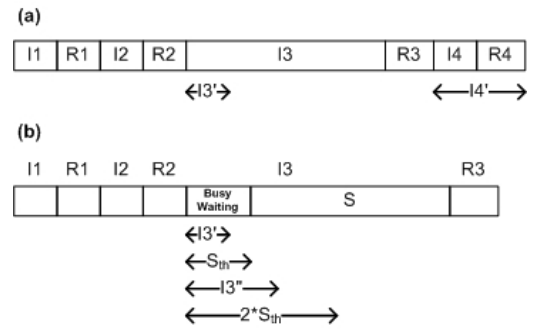 (a)
I1 R1 I2 R2 I3 R3 I4 R4
I3' I4'
(b)
I1 R1 I2 R2 I3 R3
Busy
Waiting S
I3'
Sth
I3"
2*Sth